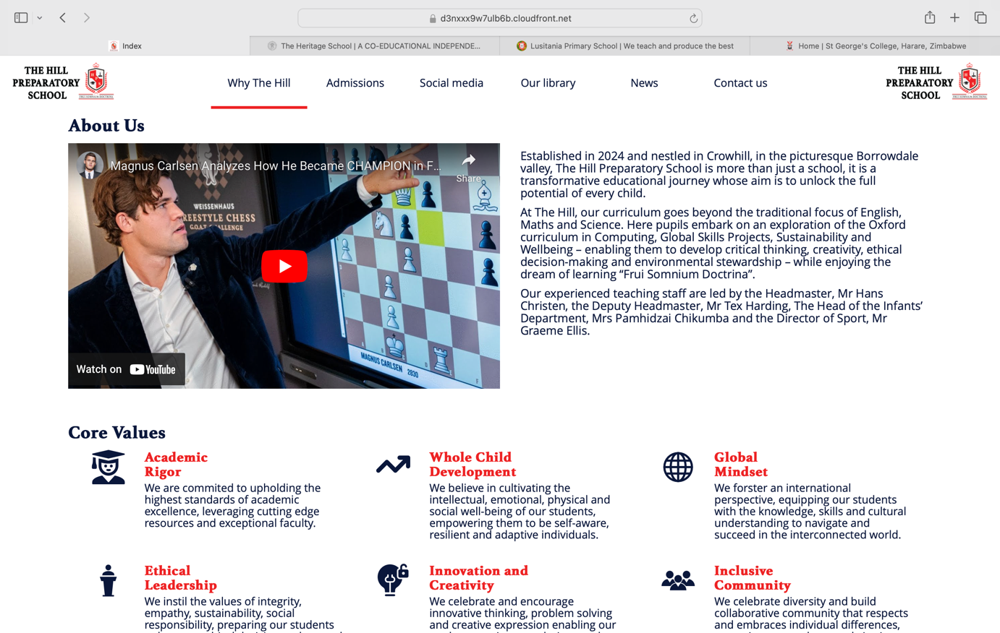 d3nxxx9w7ulb6b.cloudfront.net
Index
The Heritage School | A CO-EDUCATIONAL INDEPENDE...
Lusitania Primary School | We teach and produce the best
Home | St George's College, Harare, Zimbabwe
THE HILL
PREPARATORY
SCHOOL
Why The Hill
Admissions
Social media
Our library
News
Contact us
THE HILL
PREPARATORY
SCHOOL
About Us
Magnus Carlsen Analyzes How He Became CHAMPION in F...
Share
WEISSENHAUS
REESTYLE CHESS
G.O.A.T. CHALLENGE
MAGNUS CARLSEN 2830
Watch on YouTube
Established in 2024 and nestled in Crowhill, in the picturesque Borrowdale
valley, The Hill Preparatory School is more than just a school, it is a
transformative educational journey whose aim is to unlock the full
potential of every child.
At The Hill, our curriculum goes beyond the traditional focus of English,
Maths and Science. Here pupils embark on an exploration of the Oxford
curriculum in Computing, Global Skills Projects, Sustainability and
Wellbeing – enabling them to develop critical thinking, creativity, ethical
decision-making and environmental stewardship – while enjoying the
dream of learning “Frui Somnium Doctrina”.
Our experienced teaching staff are led by the Headmaster, Mr Hans
Christen, the Deputy Headmaster, Mr Tex Harding, The Head of the Infants’
Department, Mrs Pamhidzai Chikumba and the Director of Sport, Mr
Graeme Ellis.
Core Values
Academic
Rigor
We are commited to upholding the
highest standards of academic
excellence, leveraging cutting edge
resources and exceptional faculty.
Whole Child
Development
We believe in cultivating the
intellectual, emotional, physical and
social well-being of our students,
empowering them to be self-aware,
resilient and adaptive individuals.
Global
Mindset
We forster an international
perspective, equipping our students
with the knowledge, skills and cultural
understanding to navigate and
succeed in the interconnected world.
Ethical
Leadership
We instil the values of integrity,
empathy, sustainability, social
responsibility, preparing our students
Innovation and
Creativity
We celebrate and encourage
innovative thinking, problem solving
and creative expression enabling our
Inclusive
Community
We celebrate diversity and build
collaborative community that respects
and embraces individual differences,